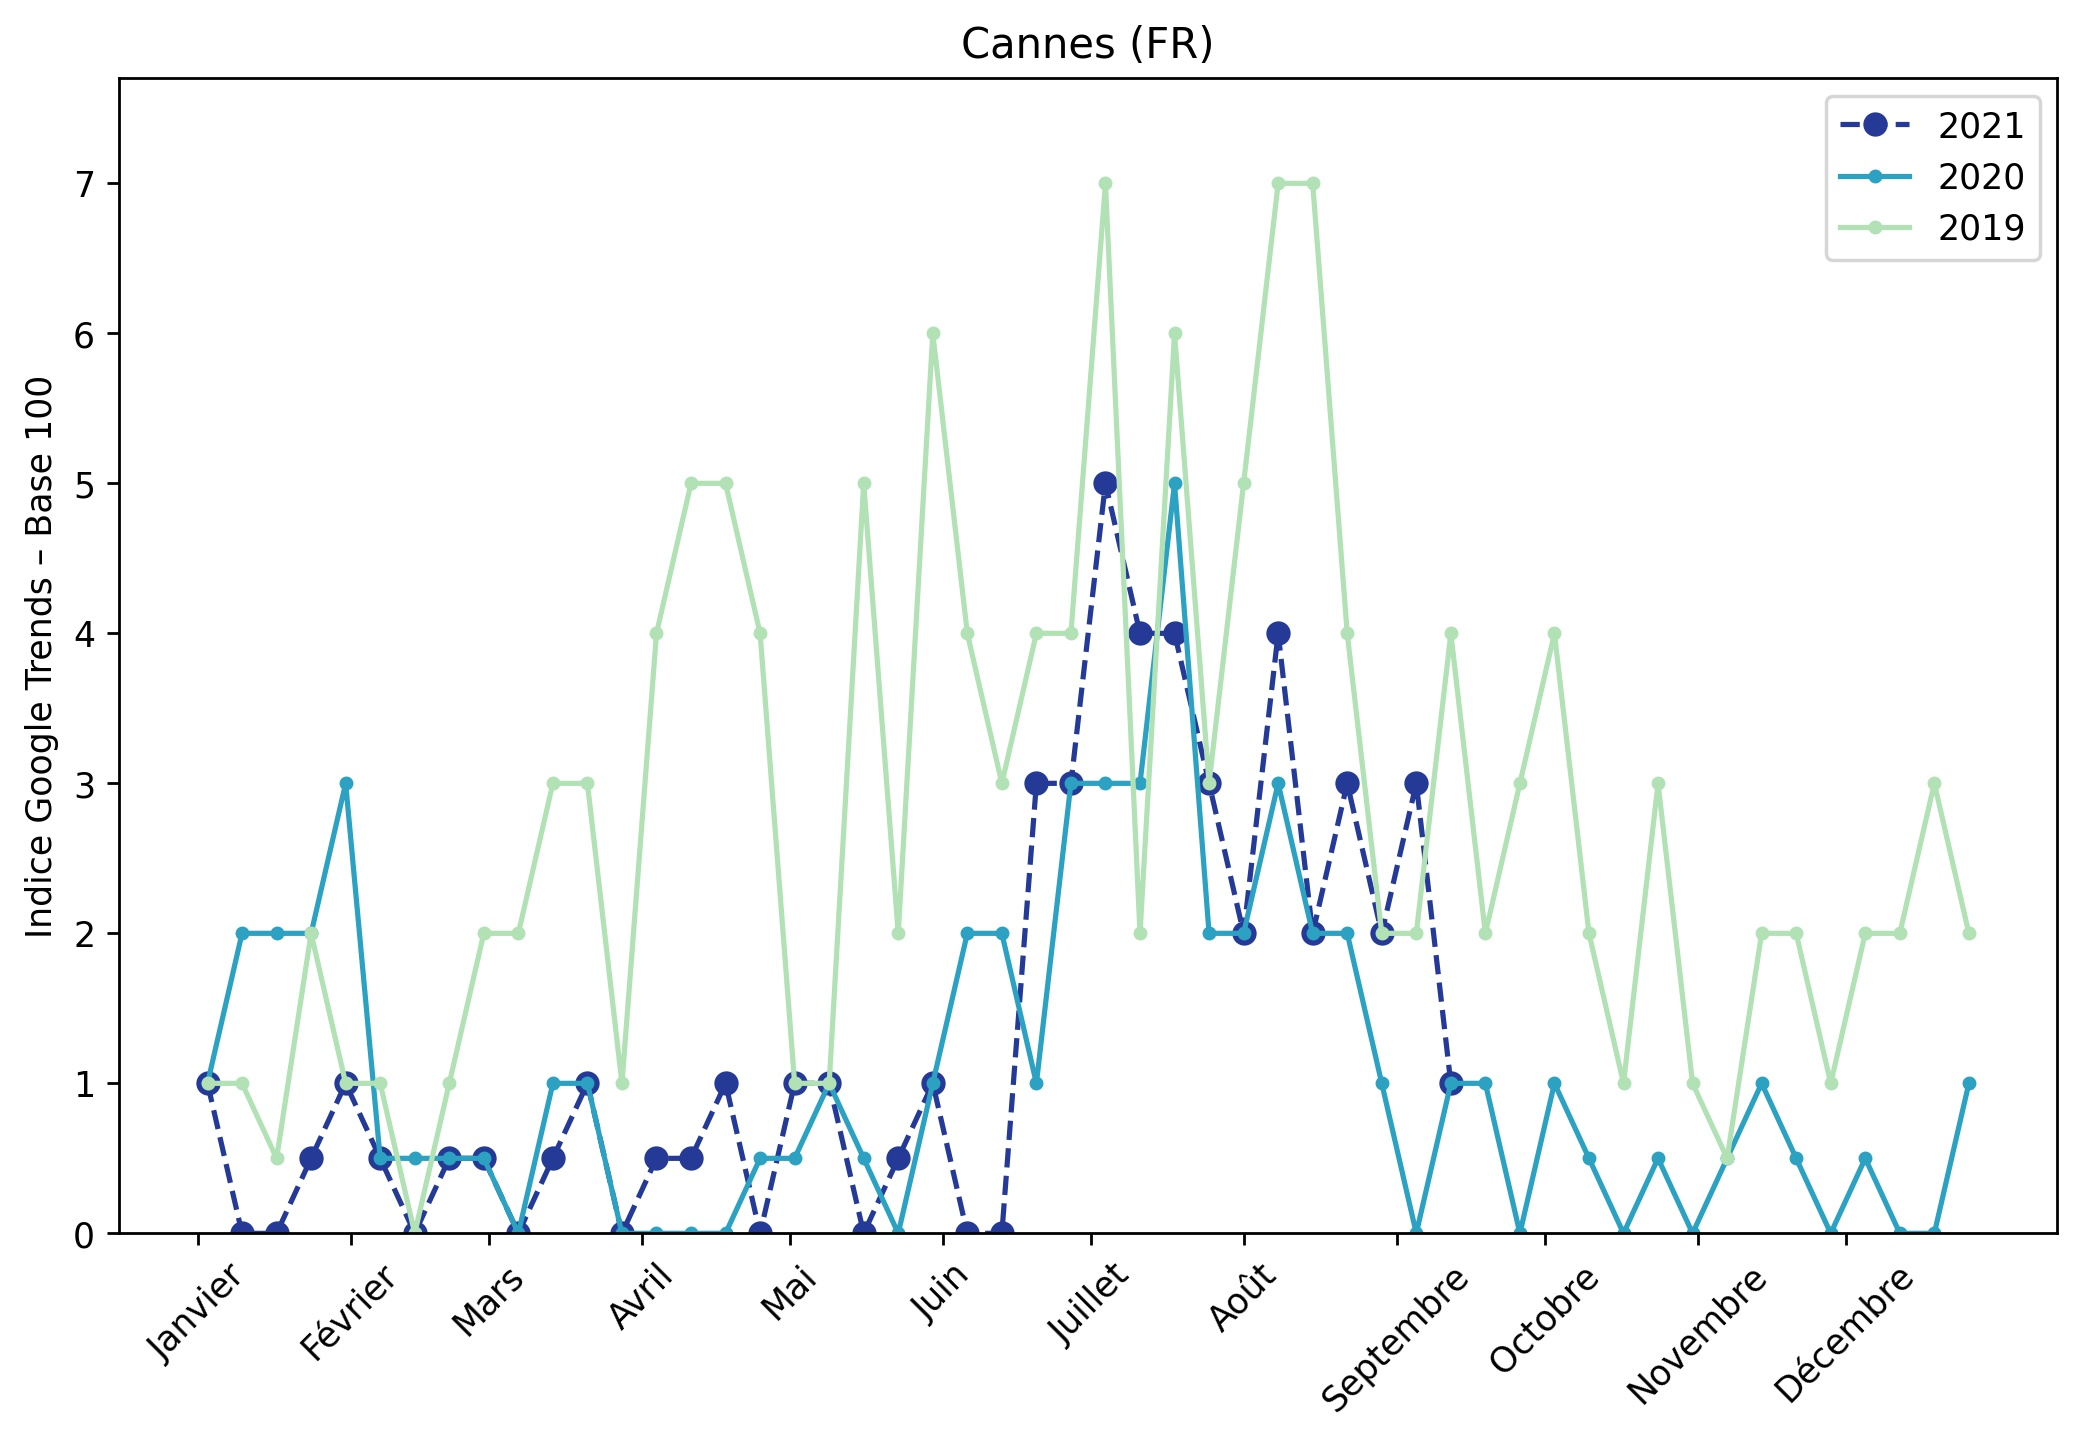 Cannes (FR)
2021
2020
2019
Indice Google Trends – Base 100
7
6
5
4
3
2
1
0
Janvier
Février
Mars
Avril
Mai
Juin
Juillet
Août
Septembre
Octobre
Novembre
Décembre